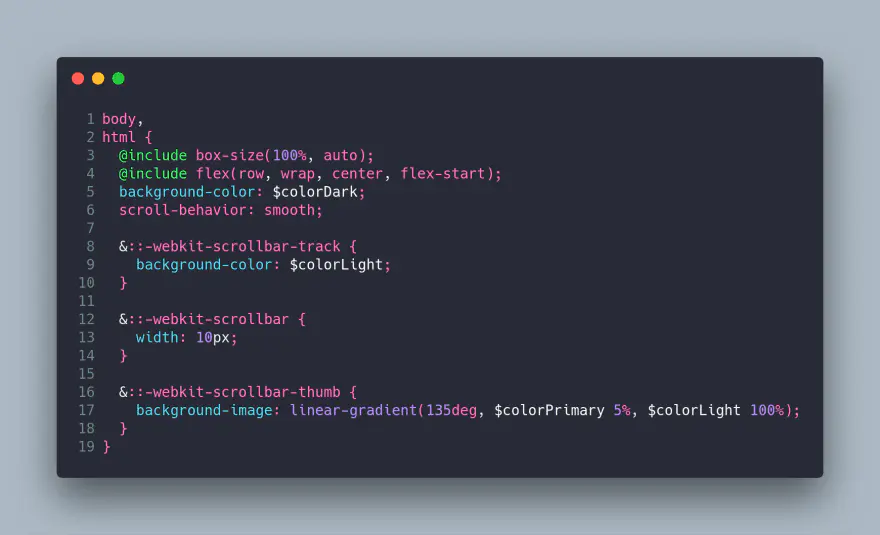 1 body,
2 html {
3   @include box-size(100%, auto);
4   @include flex(row, wrap, center, flex-start);
5   background-color: $colorDark;
6   scroll-behavior: smooth;
7
8   &::-webkit-scrollbar-track {
9     background-color: $colorLight;
10   }
11
12   &::-webkit-scrollbar {
13     width: 10px;
14   }
15
16   &::-webkit-scrollbar-thumb {
17     background-image: linear-gradient(135deg, $colorPrimary 5%, $colorLight 100%);
18   }
19 }